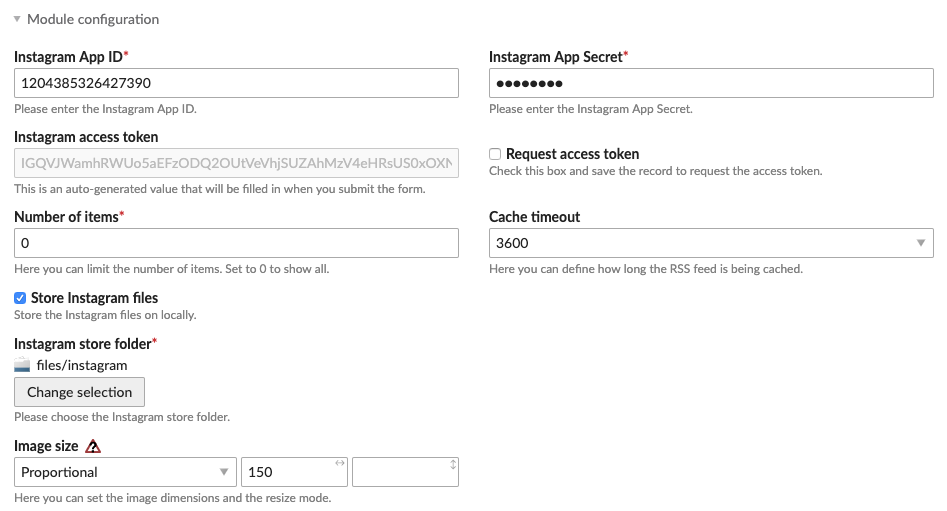 Module configuration
Instagram App ID*
Instagram App Secret*
1204385326427390
••••••••
Please enter the Instagram App ID.
Please enter the Instagram App Secret.
Instagram access token
IGQVJWamhRWUo5aEFzODQ2OUtVeVhjSUZAhMzV4eHRsUS0xOXN
Request access token
Check this box and save the record to request the access token.
This is an auto-generated value that will be filled in when you submit the form.
Number of items*
Cache timeout
0
3600
Here you can limit the number of items. Set to 0 to show all.
Here you can define how long the RSS feed is being cached.
Store Instagram files
Store the Instagram files on locally.
Instagram store folder*
files/instagram
Change selection
Please choose the Instagram store folder.
Image size
Proportional
150
Here you can set the image dimensions and the resize mode.